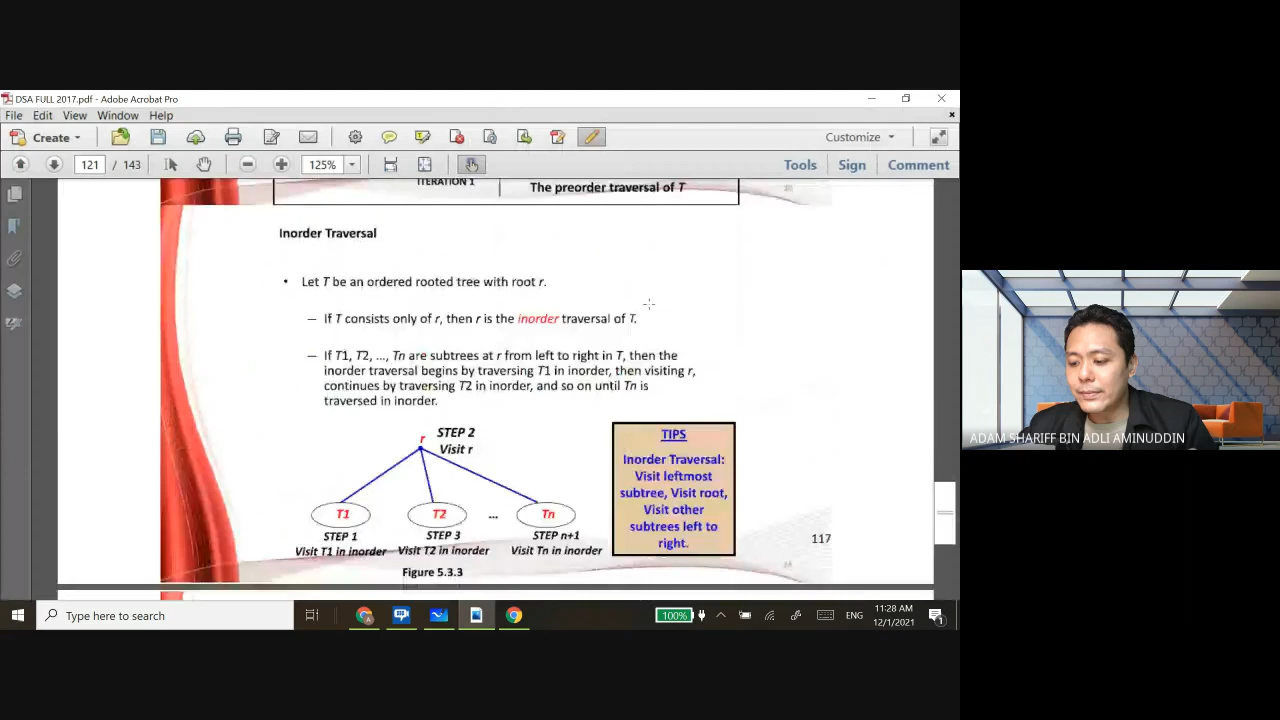 DSA FULL 2017.pdf - Adobe Acrobat Pro
File Edit View Window Help
Create
Customize
121 / 143
125%
Tools Sign Comment
ITERATION 1
The preorder traversal of T
Inorder Traversal
• Let T be an ordered rooted tree with root r.
– If T consists only of r, then r is the inorder traversal of T.
– If T1, T2, ..., Tn are subtrees at r from left to right in T, then the
inorder traversal begins by traversing T1 in inorder, then visiting r,
continues by traversing T2 in inorder, and so on until Tn is
traversed in inorder.
r
STEP 2
Visit r
T1 T2 ... Tn
STEP 1
Visit T1 in inorder
STEP 3
Visit T2 in inorder
STEP n+1
Visit Tn in inorder
Figure 5.3.3
TIPS
Inorder Traversal:
Visit leftmost
subtree, Visit root,
Visit other
subtrees left to
right.
117
ADAM SHARIFF BIN ADLI AMINUDDIN
Type here to search
100%
ENG
11:28 AM
12/1/2021
1